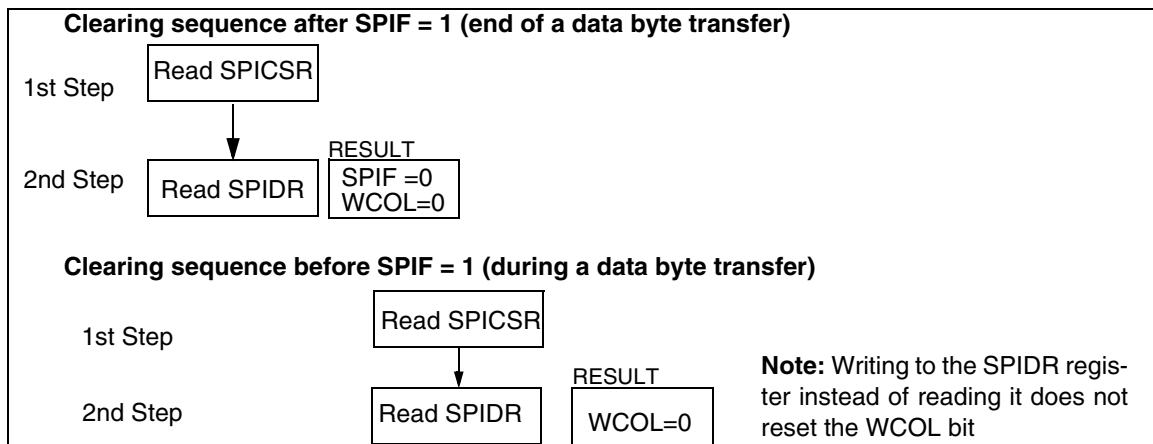 Clearing sequence after SPIF = 1 (end of a data byte transfer)
1st Step
Read SPICSR
2nd Step
Read SPIDR
RESULT
SPIF =0
WCOL=0
Clearing sequence before SPIF = 1 (during a data byte transfer)
1st Step
Read SPICSR
2nd Step
Read SPIDR
RESULT
WCOL=0
Note: Writing to the SPIDR regis-
ter instead of reading it does not
reset the WCOL bit